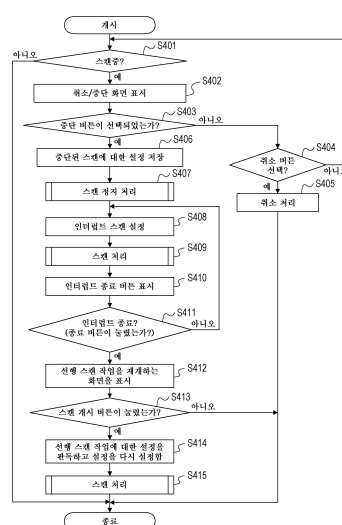 개시
S401
아니오
스캔중?
예
S402
취소/중단 화면 표시
S403
중단 버튼이 선택되었는가?
아니오
예
S406
중단된 스캔에 대한 설정 저장
S404
취소 버튼
선택?
아니오
예
S407
스캔 정지 처리
S405
취소 처리
S408
인터럽트 스캔 설정
S409
스캔 처리
S410
인터럽트 종료 버튼 표시
S411
인터럽트 종료?
(종료 버튼이 눌렸는가?)
아니오
예
S412
선행 스캔 작업을 재개하는
화면을 표시
S413
스캔 개시 버튼이 눌렸는가?
아니오
예
S414
선행 스캔 작업에 대한 설정을
판독하고 설정을 다시 설정함
S415
스캔 처리
종료